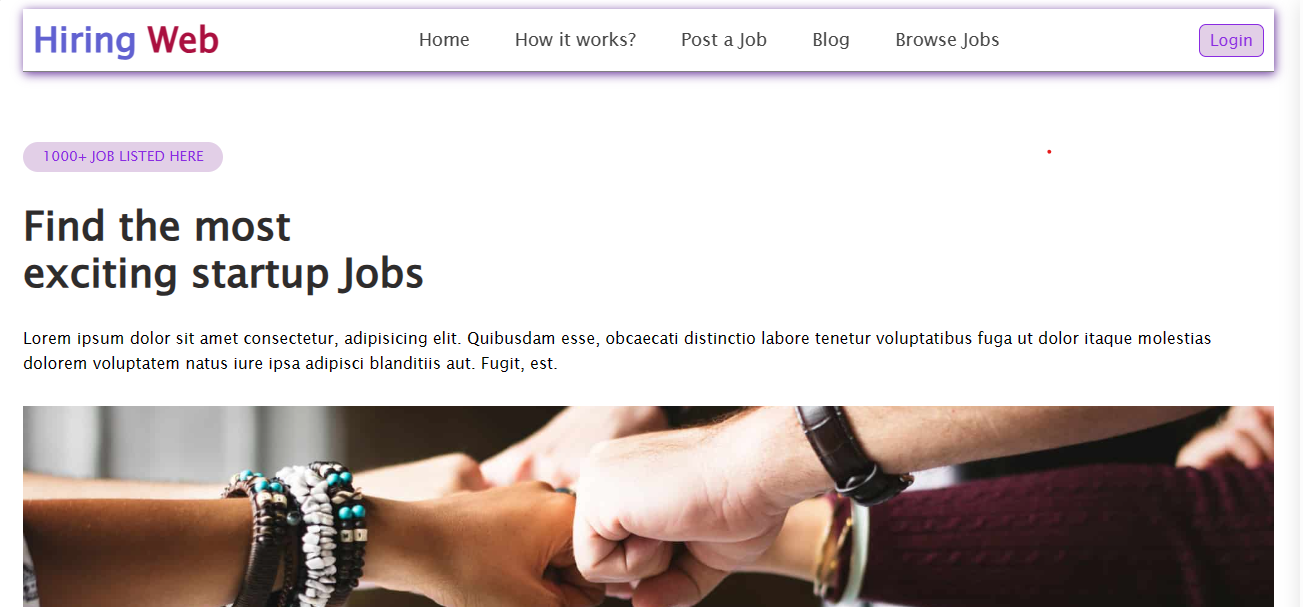 Hiring Web Home How it works? Post a Job Blog Browse Jobs Login
1000+ JOB LISTED HERE
Find the most
exciting startup Jobs
Lorem ipsum dolor sit amet consectetur, adipisicing elit. Quibusdam esse, obcaecati distinctio labore tenetur voluptatibus fuga ut dolor itaque molestias
dolorem voluptatem natus iure ipsa adipisci blanditiis aut. Fugit, est.